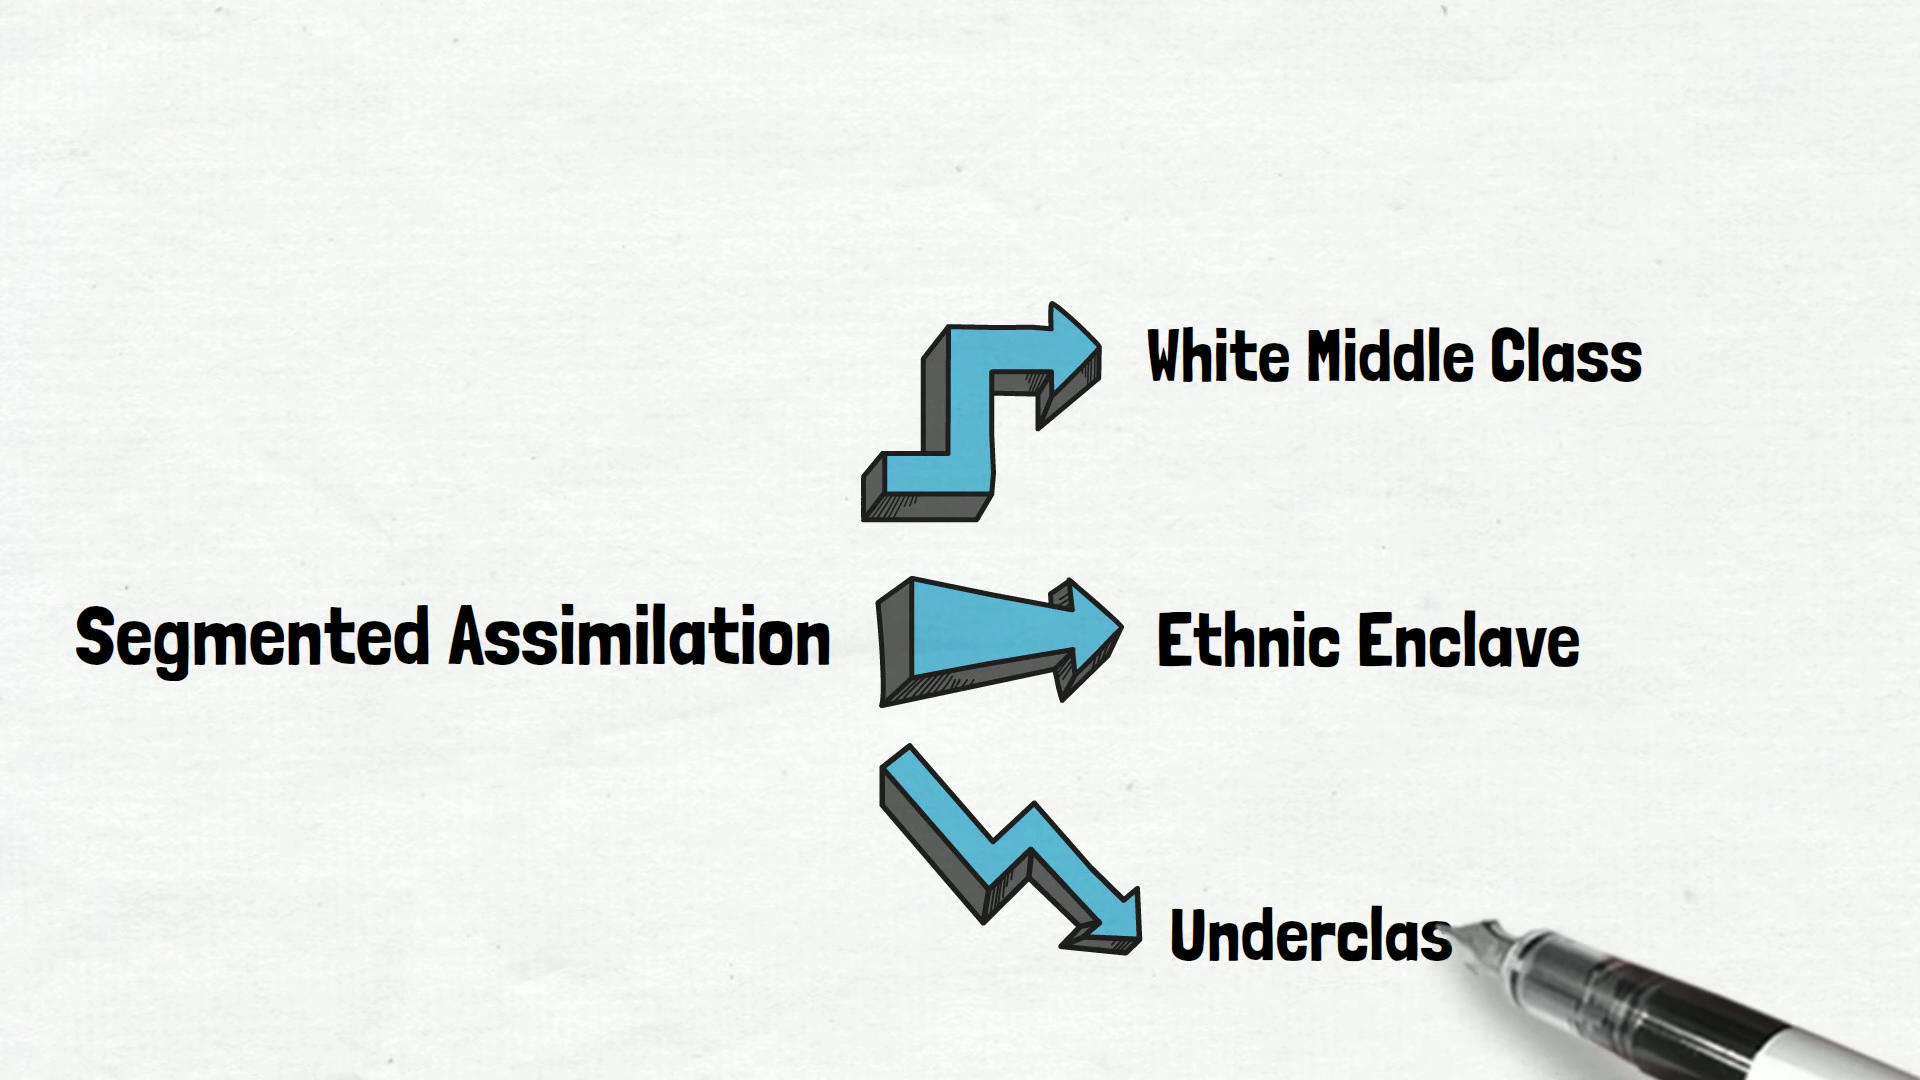 White Middle Class
Segmented Assimilation
Ethnic Enclave
Underclas